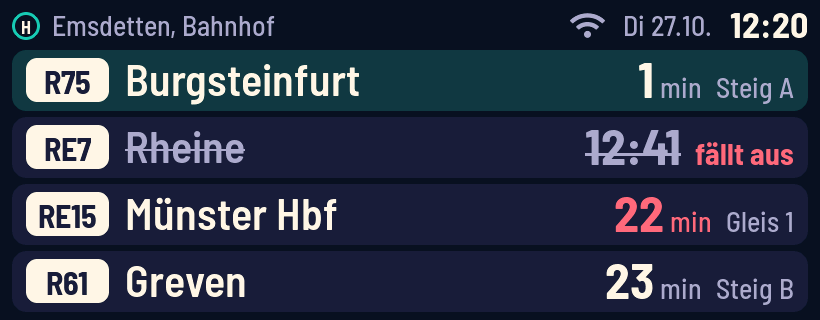 H Emsdetten, Bahnhof Di 27.10. 12:20
R75 Burgsteinfurt 1 min Steig A
RE7 Rheine 12:41 fällt aus
RE15 Münster Hbf 22 min Gleis 1
R61 Greven 23 min Steig B